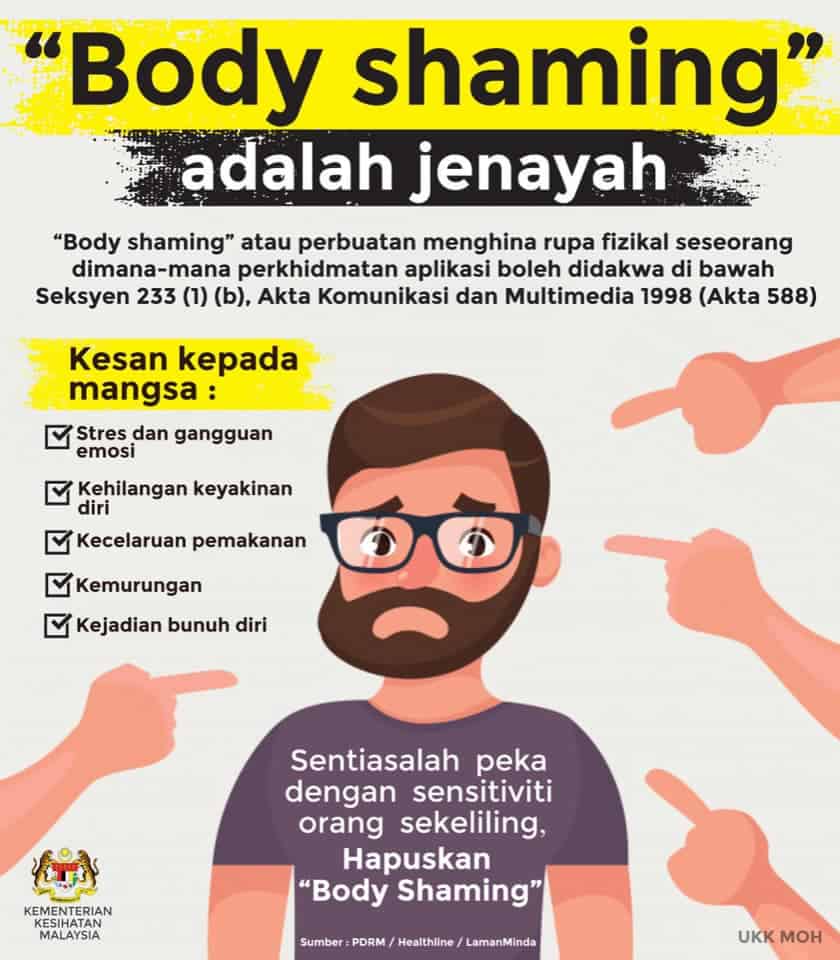 “Body shaming”
adalah jenayah
“Body shaming” atau perbuatan menghina rupa fizikal seseorang
dimana-mana perkhidmatan aplikasi boleh didakwa di bawah
Seksyen 233 (1) (b), Akta Komunikasi dan Multimedia 1998 (Akta 588)
Kesan kepada
mangsa :
Stres dan gangguan
emosi
Kehilangan keyakinan
diri
Kecelaruan pemakanan
Kemurungan
Kejadian bunuh diri
Sentiasalah peka
dengan sensitiviti
orang sekeliling,
Hapuskan
“Body Shaming”
Sumber : PDRM / Healthline / LamanMinda
KEMENTERIAN
KESIHATAN
MALAYSIA
UKK MOH